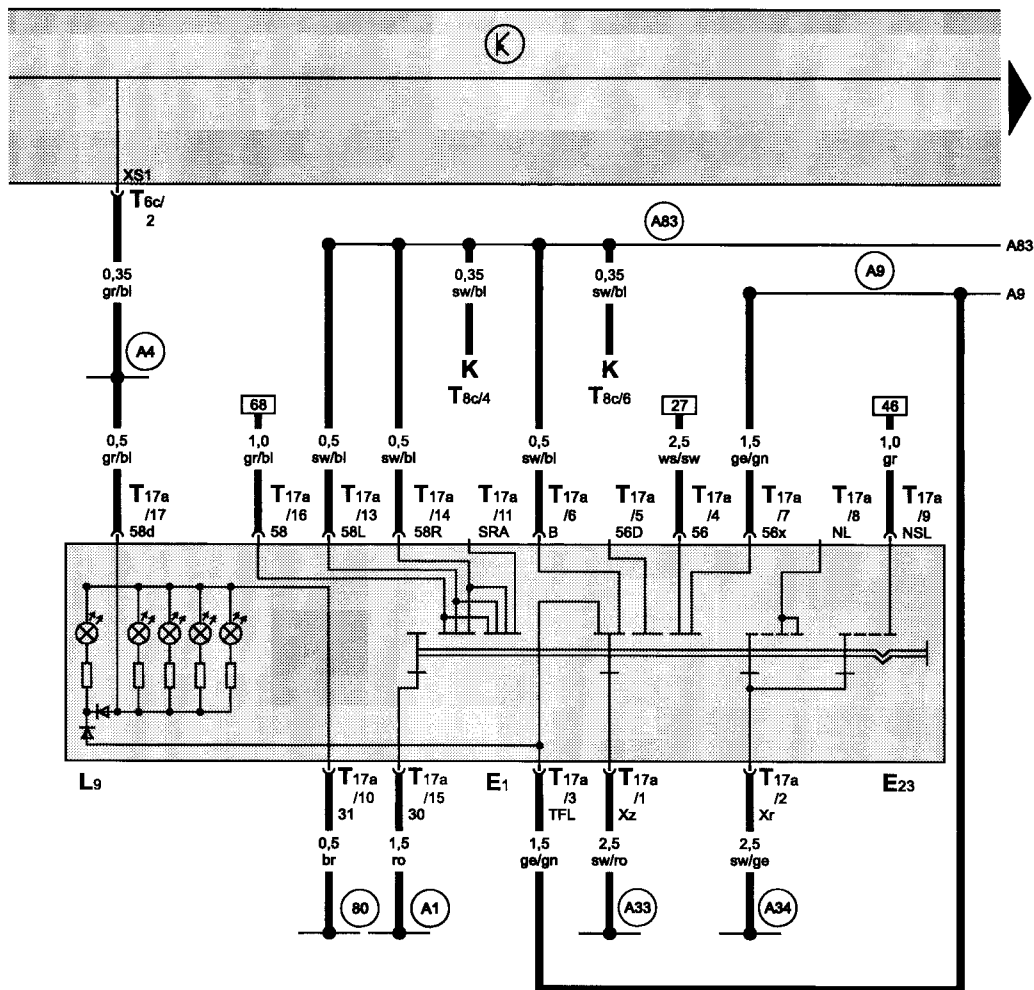 K
XS1
T6c/
2
A83
A83
0,35
gr/bl
0,35
sw/bl
0,35
sw/bl
A9
A9
A4
K
T8c/4
K
T8c/6
68
27
46
0,5
gr/bl
1,0
gr/bl
0,5
sw/bl
0,5
sw/bl
0,5
sw/bl
2,5
ws/sw
1,5
ge/gn
1,0
gr
T17a
/17
58d
T17a
/16
58
T17a
/13
58L
T17a
/14
58R
T17a
/11
SRA
T17a
/6
B
T17a
/5
56D
T17a
/4
56
T17a
/7
56x
T17a
/8
NL
T17a
/9
NSL
L9
T17a
/10
31
T17a
/15
30
E1
T17a
/3
TFL
T17a
/1
Xz
T17a
/2
Xr
E23
0,5
br
1,5
ro
1,5
ge/gn
2,5
sw/ro
2,5
sw/ge
80
A1
A33
A34